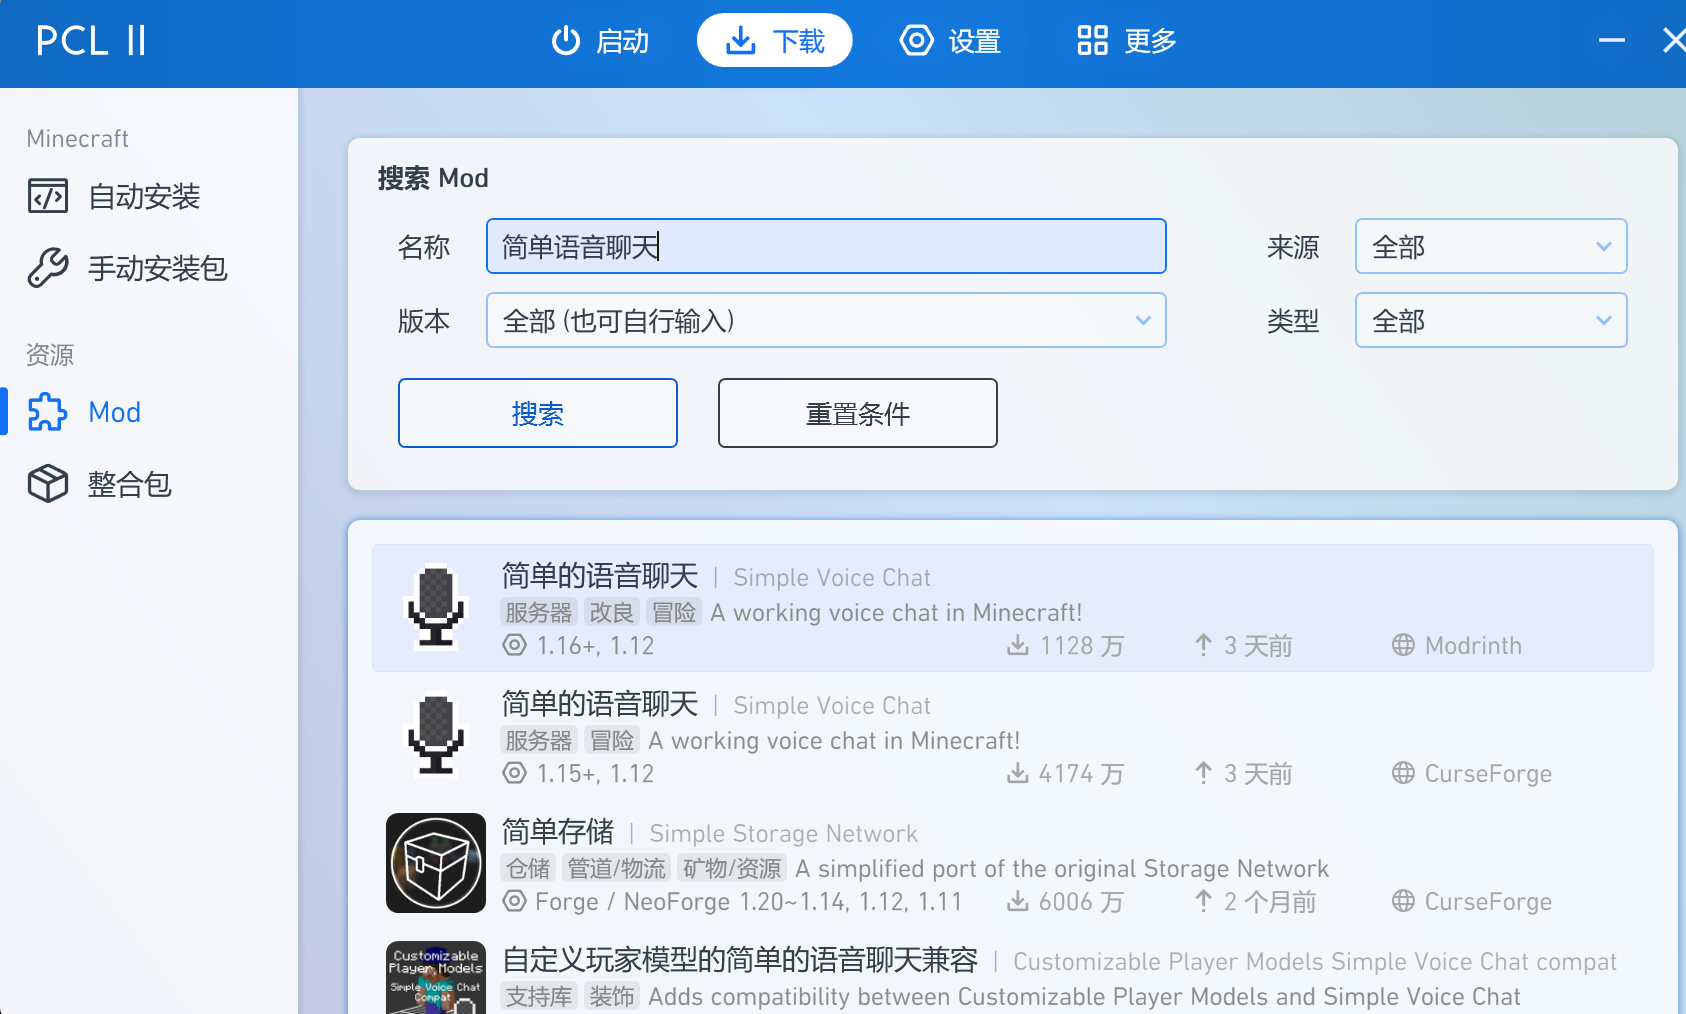 PCL II
启动
下载
设置
更多
Minecraft
自动安装
手动安装包
资源
Mod
整合包
搜索 Mod
名称
简单语音聊天
来源
全部
版本
全部 (也可自行输入)
类型
全部
搜索
重置条件
简单的语音聊天 | Simple Voice Chat
服务器 改良 冒险 A working voice chat in Minecraft!
1.16+, 1.12
1128 万
3 天前
Modrinth
简单的语音聊天 | Simple Voice Chat
服务器 冒险 A working voice chat in Minecraft!
1.15+, 1.12
4174 万
3 天前
CurseForge
简单存储 | Simple Storage Network
仓储 管道/物流 矿物/资源 A simplified port of the original Storage Network
Forge / NeoForge 1.20~1.14, 1.12, 1.11
6006 万
2 个月前
CurseForge
Customizable
Player Models
Simple Voice Chat
Compat
自定义玩家模型的简单的语音聊天兼容 | Customizable Player Models Simple Voice Chat compat
支持库 装饰 Adds compatibility between Customizable Player Models and Simple Voice Chat